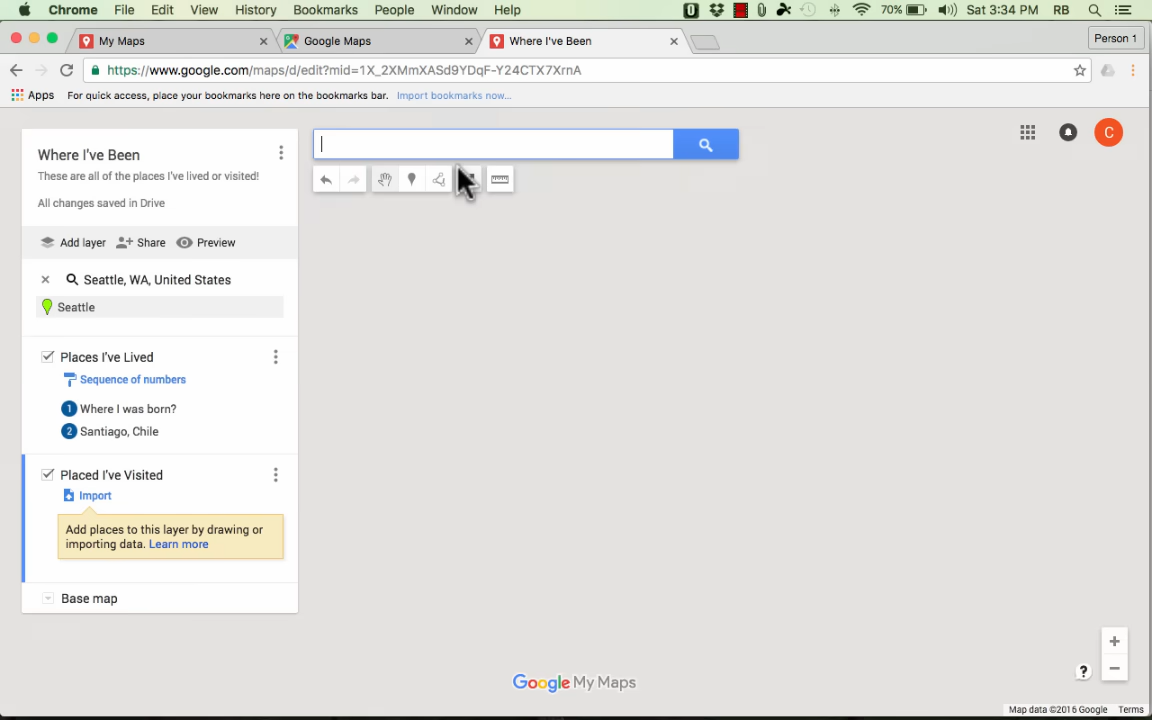 Chrome File Edit View History Bookmarks People Window Help 70% Sat 3:34 PM RB
My Maps Google Maps Where I've Been Person 1
https://www.google.com/maps/d/edit?mid=1X_2XMmXASd9YDqF-Y24CTX7XrnA
Apps For quick access, place your bookmarks here on the bookmarks bar. Import bookmarks now...
Where I've Been
These are all of the places I've lived or visited!
All changes saved in Drive
C
Add layer Share Preview
Seattle, WA, United States
Seattle
Places I've Lived
Sequence of numbers
1 Where I was born?
2 Santiago, Chile
Placed I've Visited
Import
Add places to this layer by drawing or
importing data. Learn more
Base map
?
Google My Maps
Map data ©2016 Google Terms